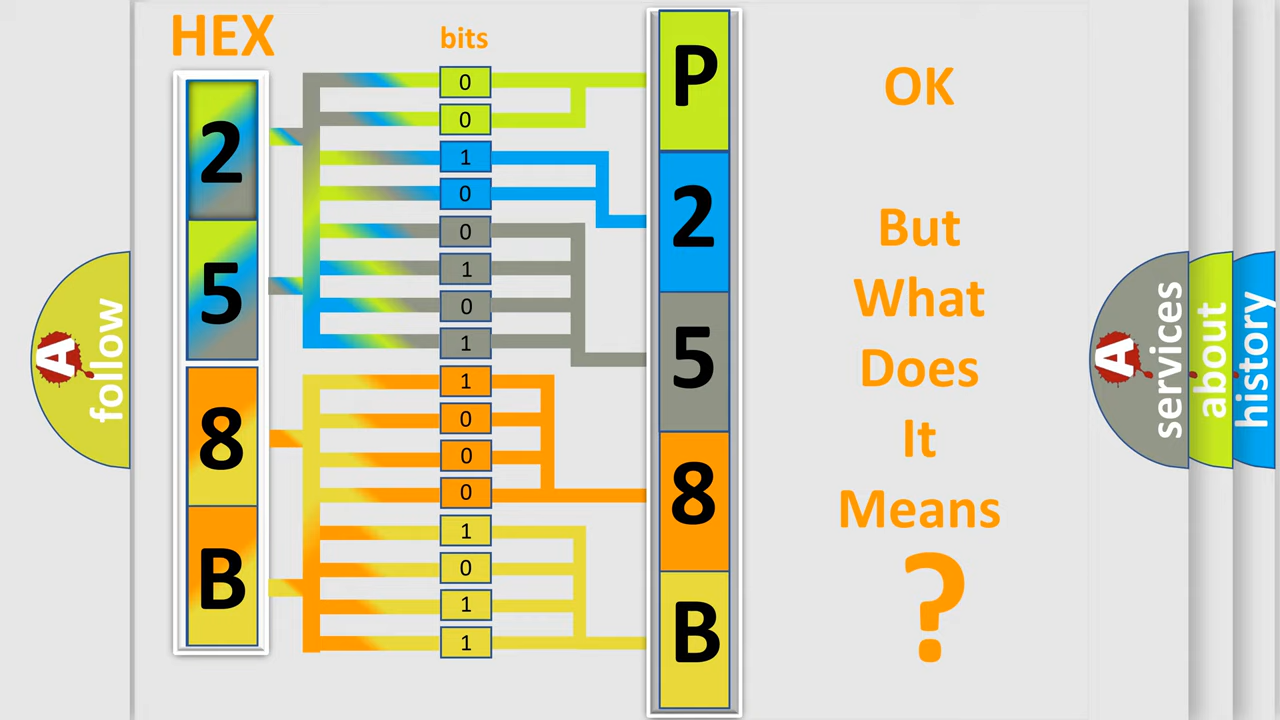 HEX
bits
2
5
8
B
0
0
1
0
0
1
0
1
1
0
0
0
1
0
1
1
P
2
5
8
B
OK
But
What
Does
It
Means
?
A
follow
A
services
about
history